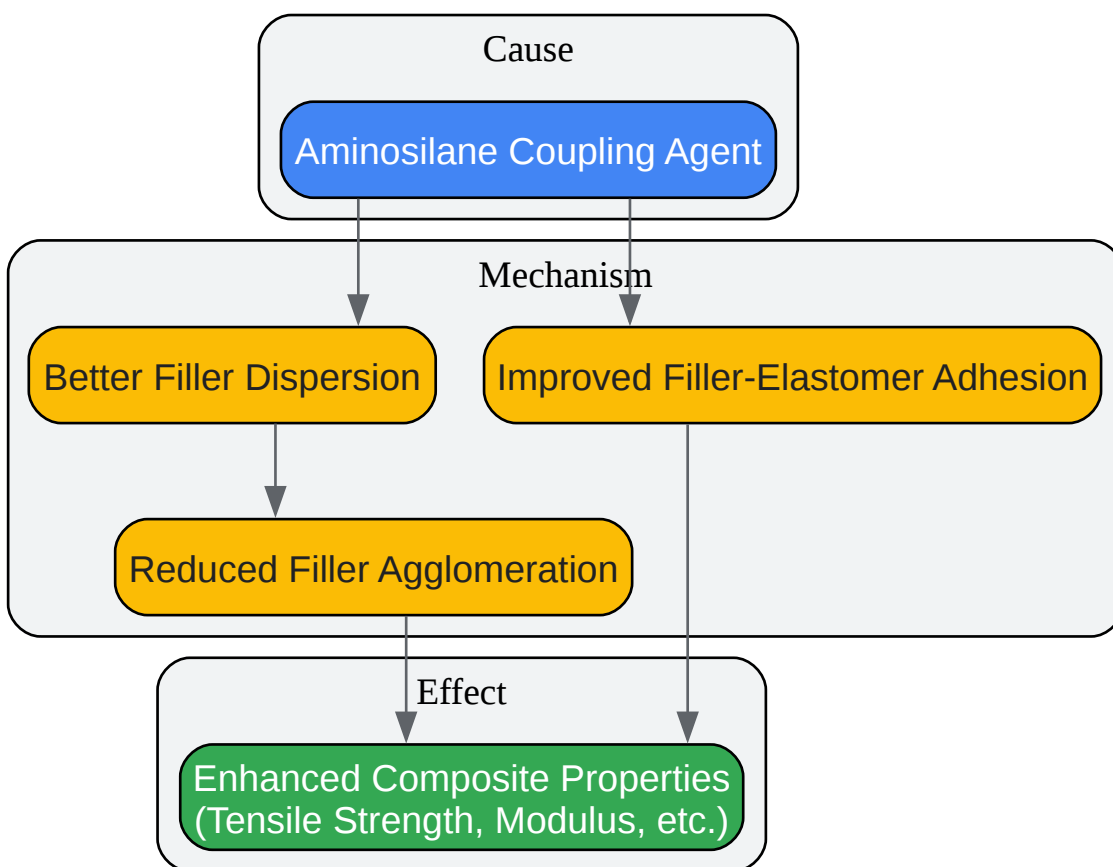 Cause
Aminosilane Coupling Agent
Mechanism
Better Filler Dispersion
Improved Filler-Elastomer Adhesion
Reduced Filler Agglomeration
Effect
Enhanced Composite Properties
(Tensile Strength, Modulus, etc.)